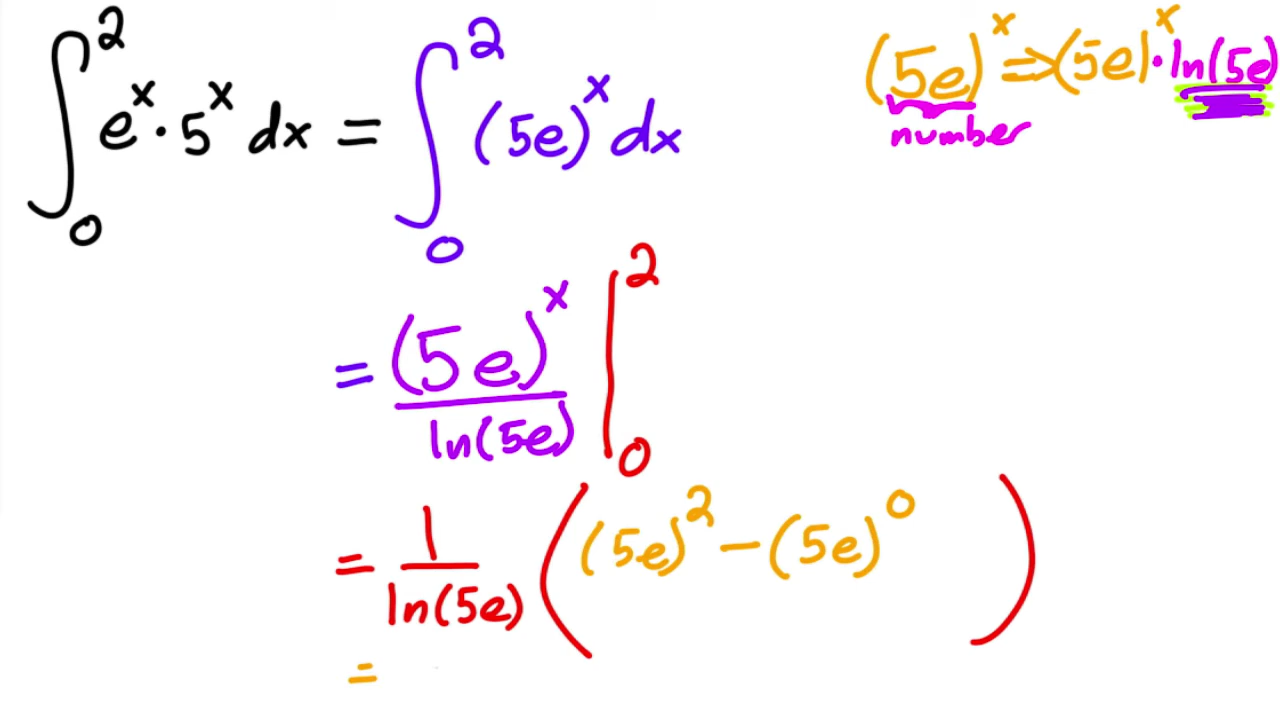 ∫₀² eˣ · 5ˣ dx = ∫₀² (5e)ˣ dx
(5e)ˣ ⇒ (5e)ˣ · ln(5e)
number
= (5e)ˣ / ln(5e) |₀²
= 1 / ln(5e) ( (5e)² − (5e)⁰ )
=